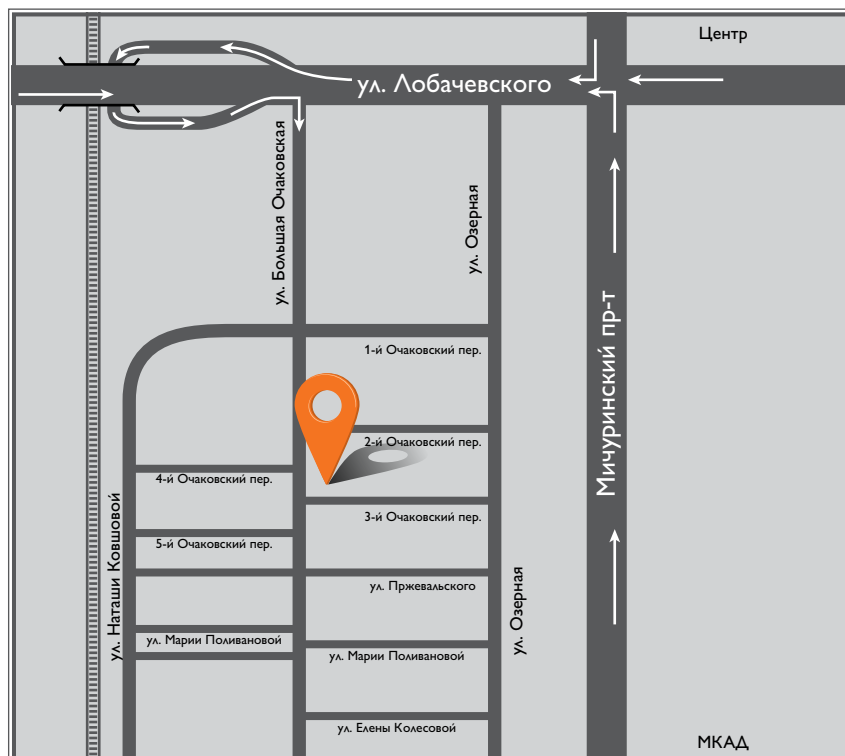 Центр
ул. Лобачевского
ул. Большая Очаковская
ул. Озерная
1-й Очаковский пер.
Мичуринский пр-т
2-й Очаковский пер.
4-й Очаковский пер.
ул. Наташи Ковшовой
3-й Очаковский пер.
5-й Очаковский пер.
ул. Пржевальского
ул. Озерная
ул. Марии Поливановой
ул. Марии Поливановой
ул. Елены Колесовой
МКАД